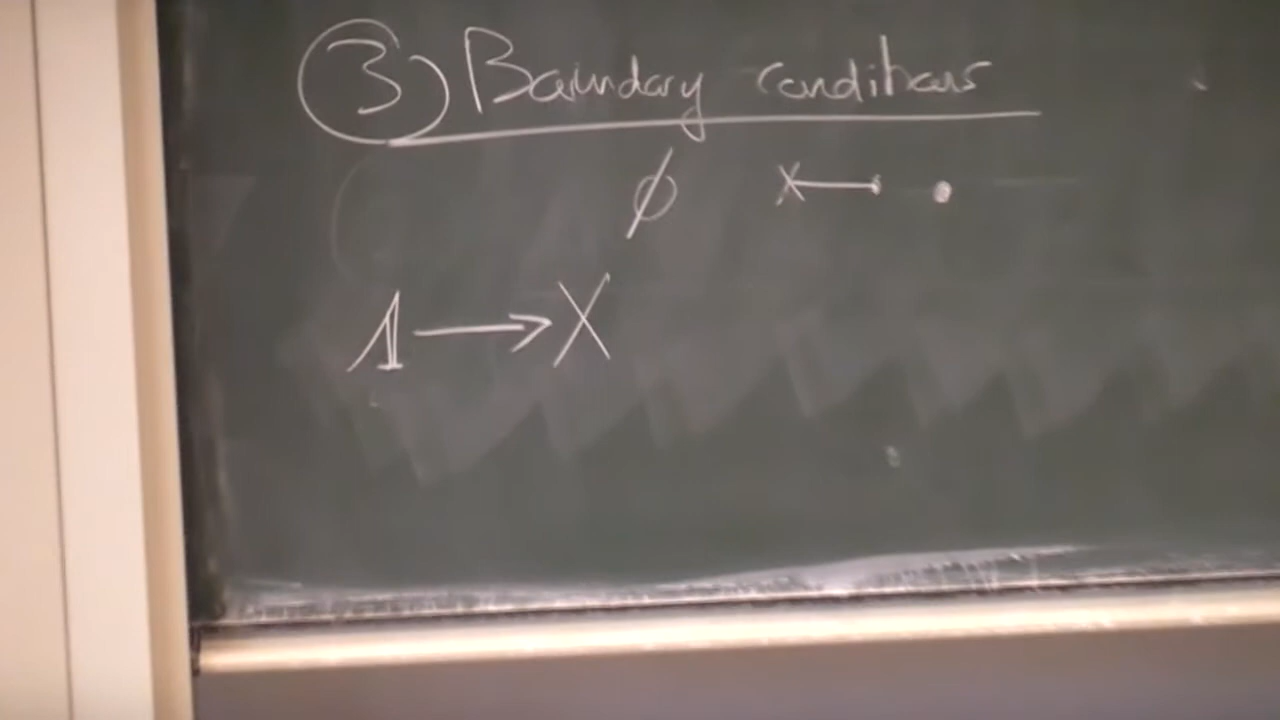 ③ Boundary conditions
∅ x—• •
𝟙 → X